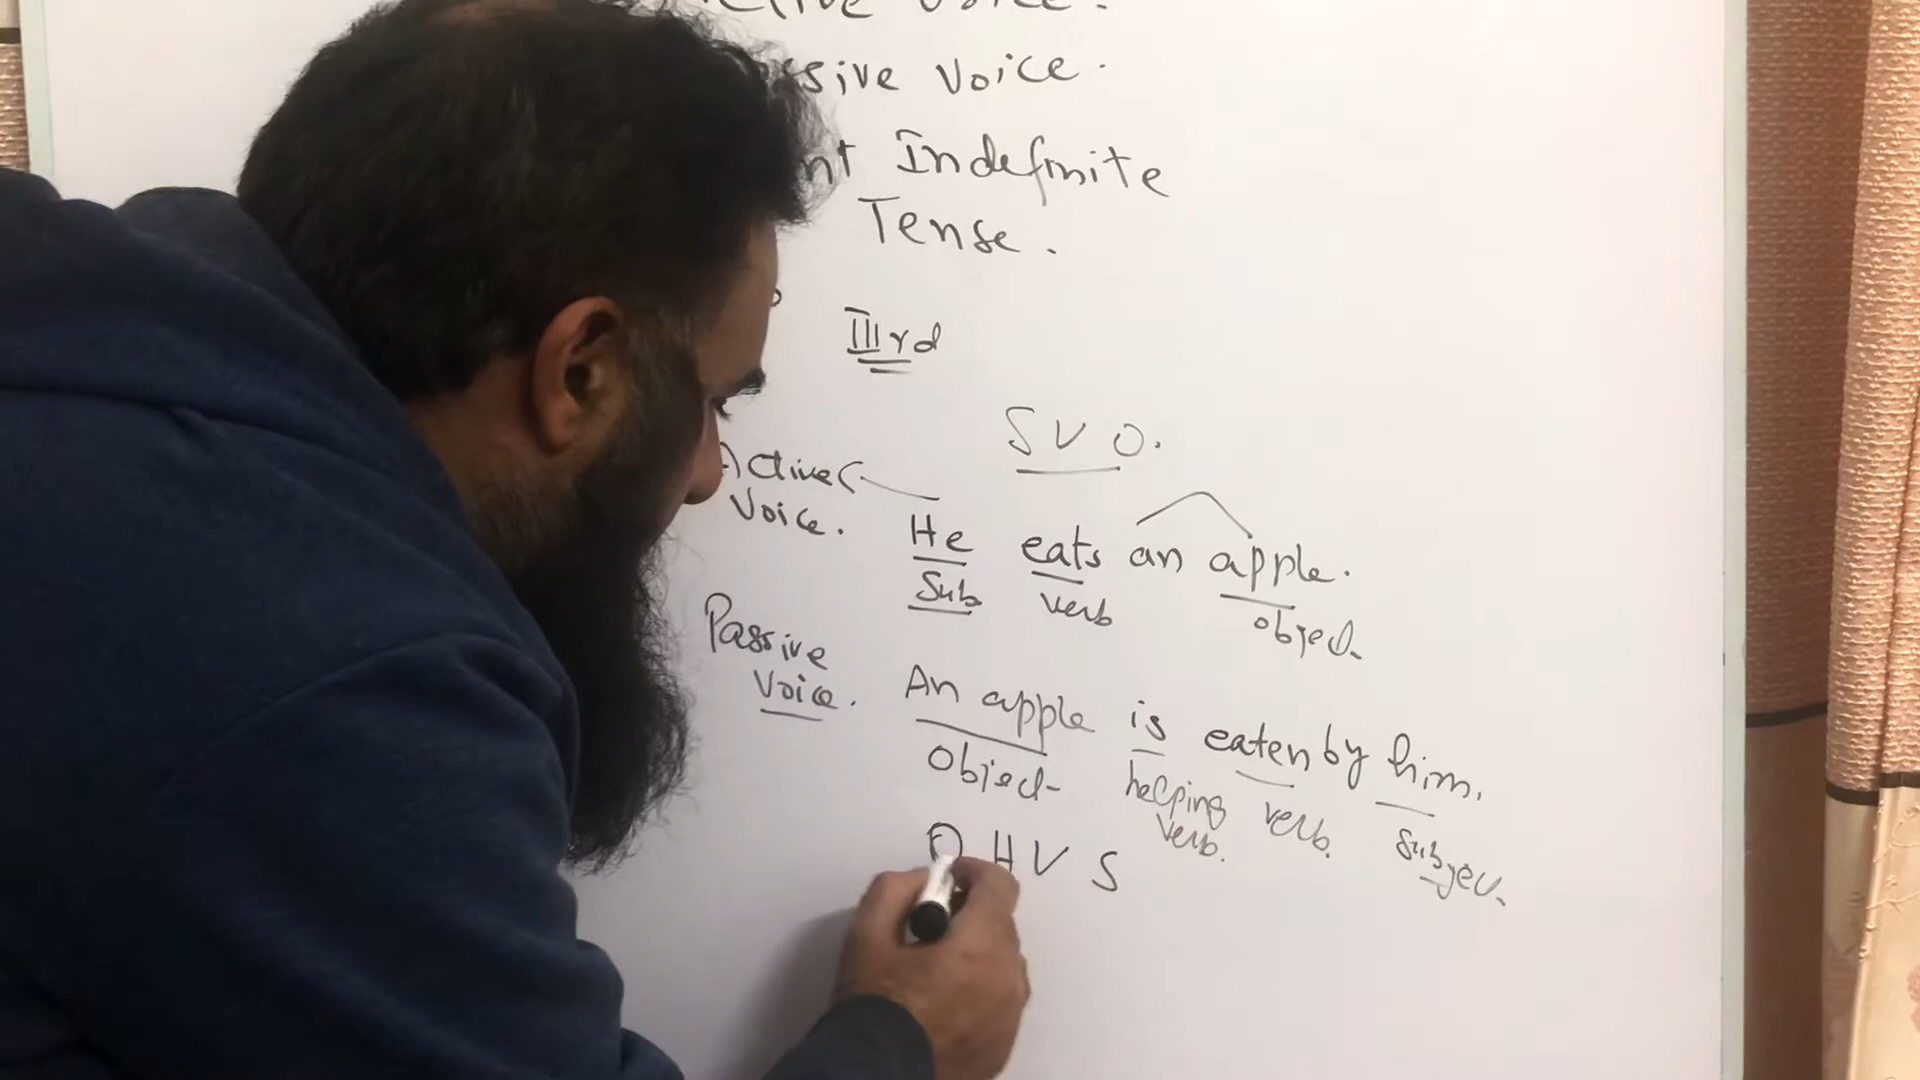 Voice.
ssive Voice.
nt Indefinite
Tense.
IIIrd
S V O.
Active
Voice.
He eats an apple.
Sub verb object
Passive
Voice.
An apple is eaten by him.
Object helping verb. verb. subject.
O H V S